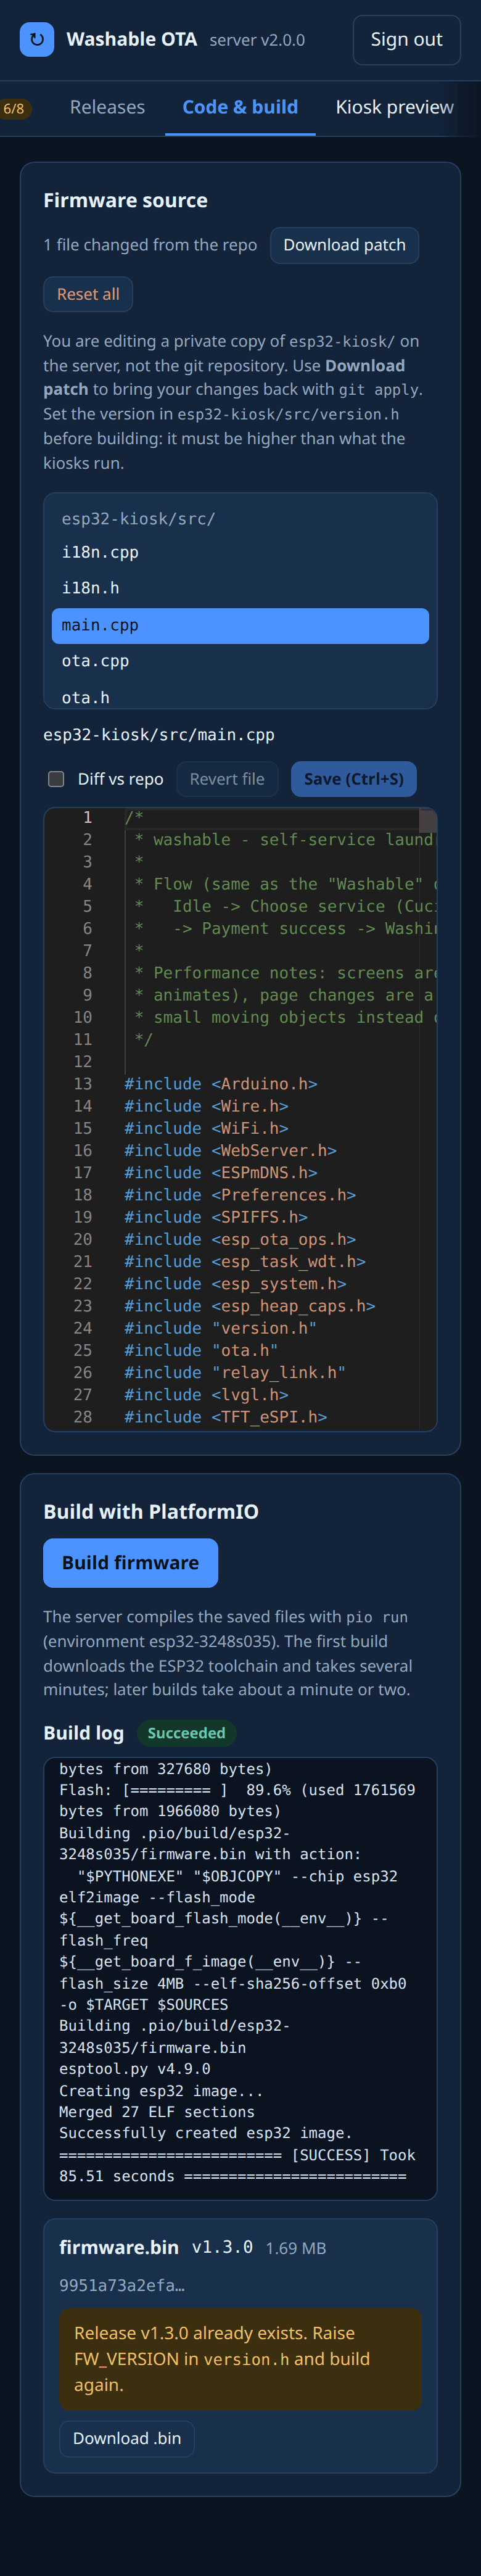 ↻ Washable OTA server v2.0.0 Sign out
6/8 Releases Code & build Kiosk preview
Firmware source
1 file changed from the repo Download patch
Reset all
You are editing a private copy of esp32-kiosk/ on
the server, not the git repository. Use Download
patch to bring your changes back with git apply.
Set the version in esp32-kiosk/src/version.h
before building: it must be higher than what the
kiosks run.
esp32-kiosk/src/
i18n.cpp
i18n.h
main.cpp
ota.cpp
ota.h
esp32-kiosk/src/main.cpp
Diff vs repo Revert file Save (Ctrl+S)
1 /*
2 * washable - self-service laund
3 *
4 * Flow (same as the "Washable"
5 *   Idle -> Choose service (Cuci
6 *   -> Payment success -> Washin
7 *
8 * Performance notes: screens are
9 * animates), page changes are a
10 * small moving objects instead
11 */
12
13 #include <Arduino.h>
14 #include <Wire.h>
15 #include <WiFi.h>
16 #include <WebServer.h>
17 #include <ESPmDNS.h>
18 #include <Preferences.h>
19 #include <SPIFFS.h>
20 #include <esp_ota_ops.h>
21 #include <esp_task_wdt.h>
22 #include <esp_system.h>
23 #include <esp_heap_caps.h>
24 #include "version.h"
25 #include "ota.h"
26 #include "relay_link.h"
27 #include <lvgl.h>
28 #include <TFT_eSPI.h>
Build with PlatformIO
Build firmware
The server compiles the saved files with pio run
(environment esp32-3248s035). The first build
downloads the ESP32 toolchain and takes several
minutes; later builds take about a minute or two.
Build log Succeeded
bytes from 327680 bytes)
Flash: [========= ]  89.6% (used 1761569
bytes from 1966080 bytes)
Building .pio/build/esp32-
3248s035/firmware.bin with action:
"$PYTHONEXE" "$OBJCOPY" --chip esp32
elf2image --flash_mode
${__get_board_flash_mode(__env__)} --
flash_freq
${__get_board_f_image(__env__)} --
flash_size 4MB --elf-sha256-offset 0xb0
-o $TARGET $SOURCES
Building .pio/build/esp32-
3248s035/firmware.bin
esptool.py v4.9.0
Creating esp32 image...
Merged 27 ELF sections
Successfully created esp32 image.
========================= [SUCCESS] Took
85.51 seconds =========================
firmware.bin v1.3.0 1.69 MB
9951a73a2efa…
Release v1.3.0 already exists. Raise
FW_VERSION in version.h and build
again.
Download .bin